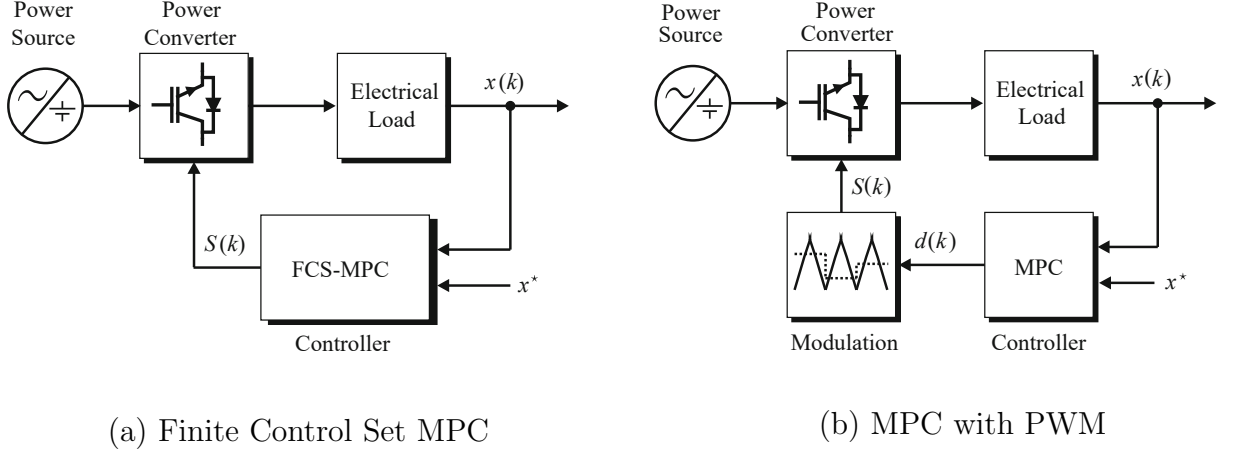 Power
Source
Power
Converter
Electrical
Load
x(k)
S(k)
FCS-MPC
x*
Controller
(a) Finite Control Set MPC
Power
Source
Power
Converter
Electrical
Load
x(k)
S(k)
d(k)
MPC
x*
Modulation
Controller
(b) MPC with PWM